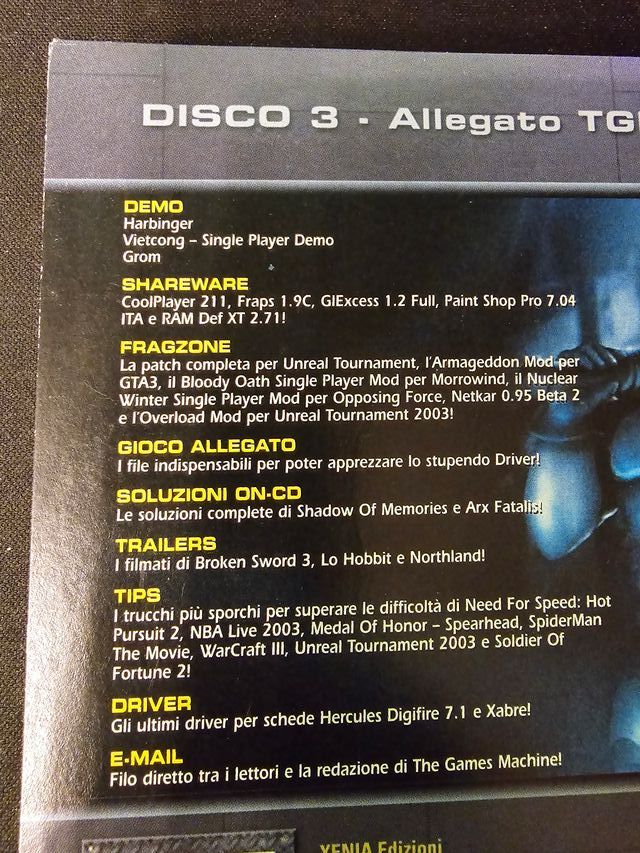 DISCO 3 - Allegato
DEMO
Harbinger
Vietcong – Single Player Demo
Grom
SHAREWARE
CoolPlayer 211, Fraps 1.9C, GIExcess 1.2 Full, Paint Shop Pro 7.04
ITA e RAM Def XT 2.71!
FRAGZONE
La patch completa per Unreal Tournament, l'Armageddon Mod per
GTA3, il Bloody Oath Single Player Mod per Morrowind, il Nuclear
Winter Single Player Mod per Opposing Force, Netkar 0.95 Beta 2
e l'Overload Mod per Unreal Tournament 2003!
GIOCO ALLEGATO
I file indispensabili per poter apprezzare lo stupendo Driver!
SOLUZIONI ON-CD
Le soluzioni complete di Shadow Of Memories e Arx Fatalis!
TRAILERS
I filmati di Broken Sword 3, Lo Hobbit e Northland!
TIPS
I trucchi più sporchi per superare le difficoltà di Need For Speed: Hot
Pursuit 2, NBA Live 2003, Medal Of Honor – Spearhead, SpiderMan
The Movie, WarCraft III, Unreal Tournament 2003 e Soldier Of
Fortune 2!
DRIVER
Gli ultimi driver per schede Hercules Digifire 7.1 e Xabre!
E-MAIL
Filo diretto tra i lettori e la redazione di The Games Machine!
XENIA Edizioni